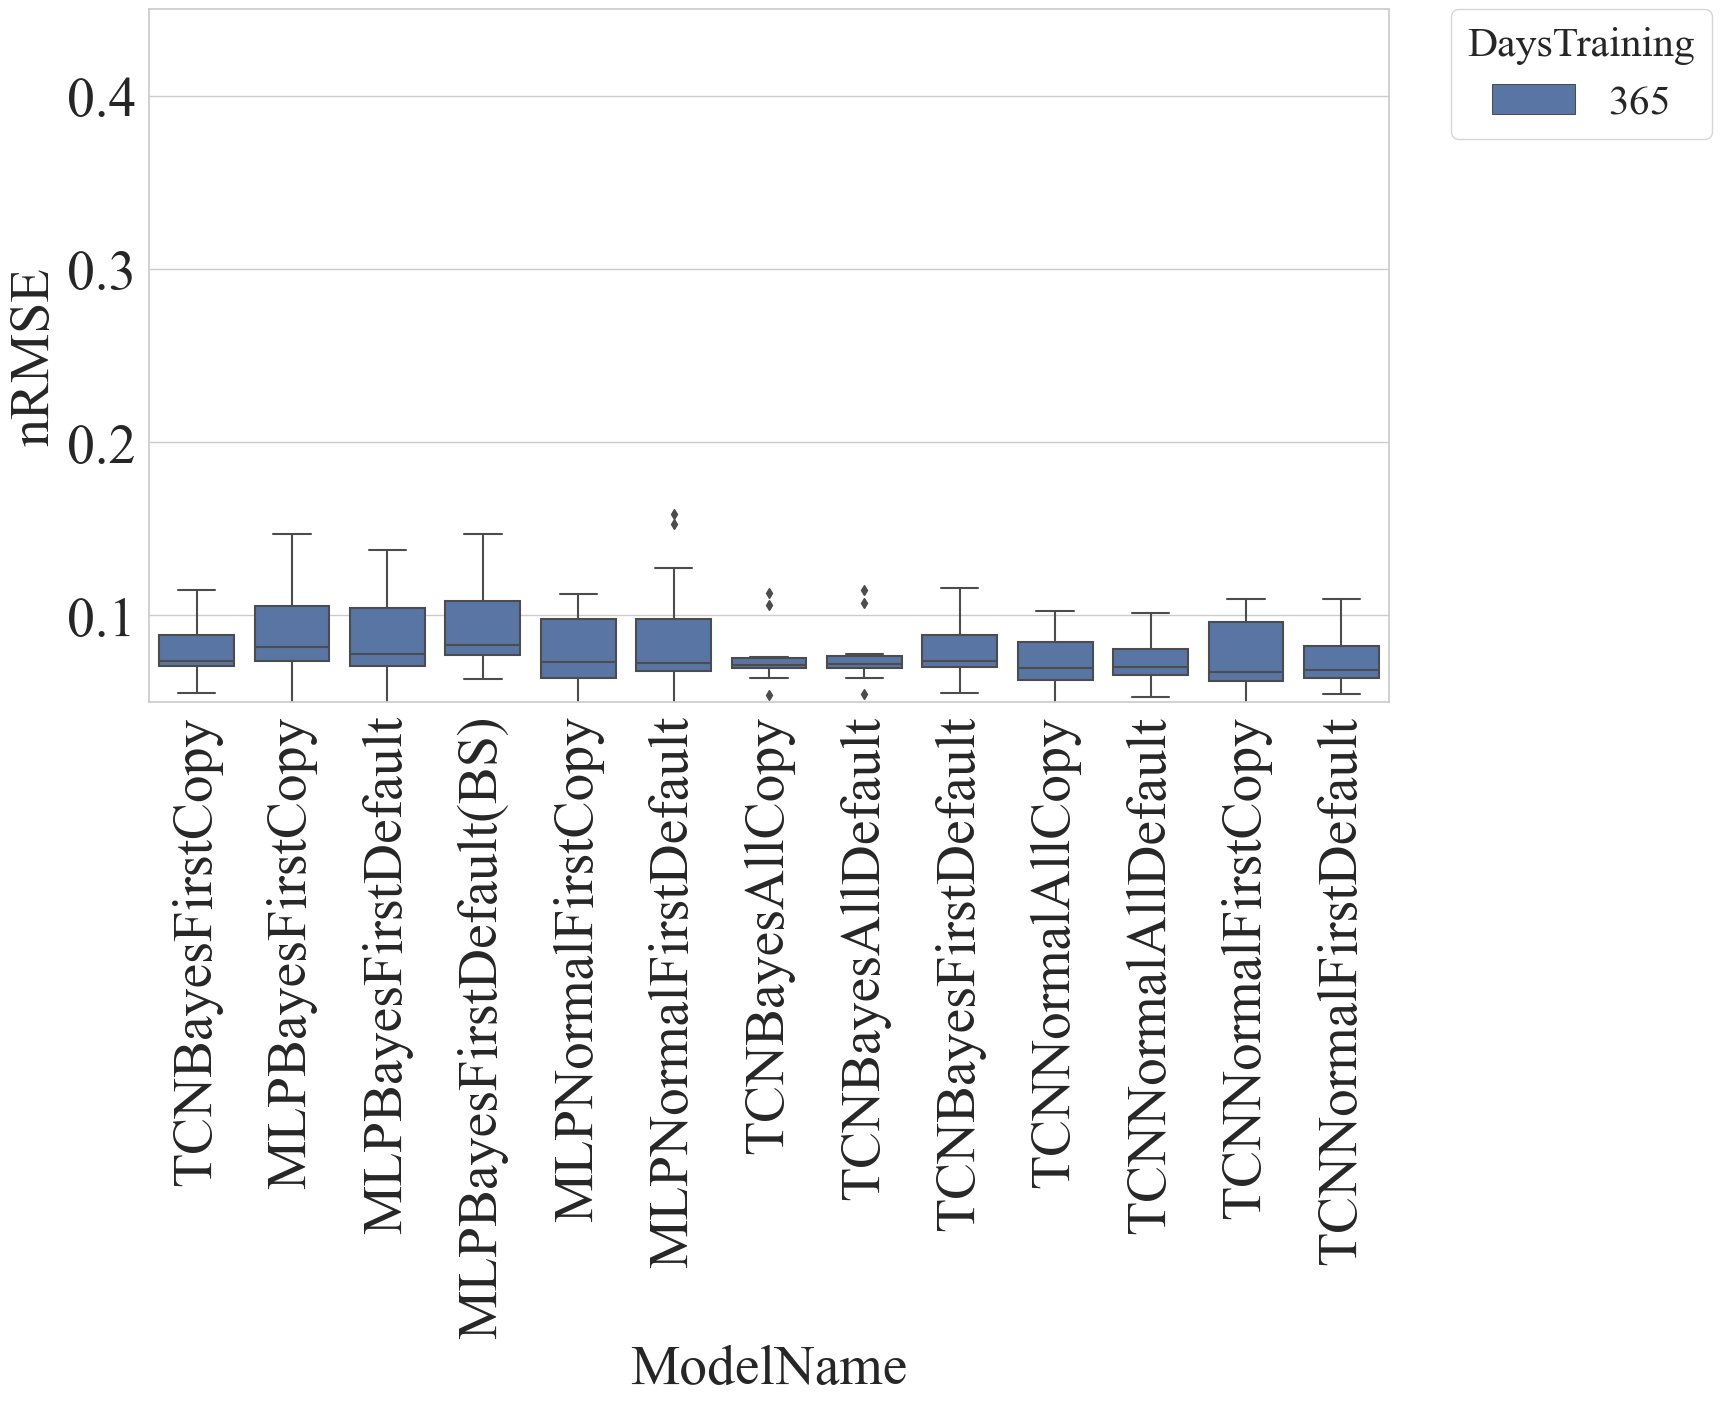 0.4
0.3
0.2
0.1
nRMSE
DaysTraining
365
TCNBayesFirstCopy
MLPBayesFirstCopy
MLPBayesFirstDefault
MLPBayesFirstDefault(BS)
MLPNormalFirstCopy
MLPNormalFirstDefault
TCNBayesAllCopy
TCNBayesAllDefault
TCNBayesFirstDefault
TCNNormalAllCopy
TCNNormalAllDefault
TCNNormalFirstCopy
TCNNormalFirstDefault
ModelName